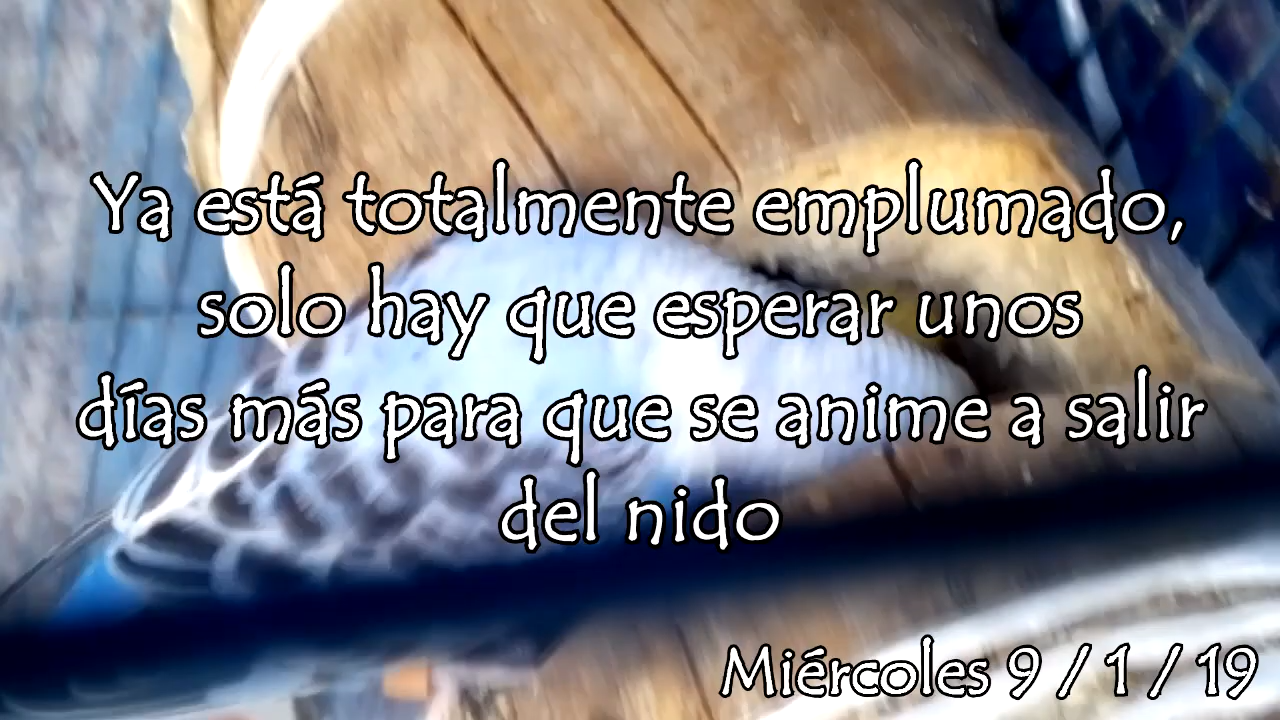 Ya está totalmente emplumado,
solo hay que esperar unos
días más para que se anime a salir
del nido
Miércoles 9 / 1 / 19